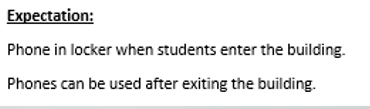 Expectation:
Phone in locker when students enter the building.
Phones can be used after exiting the building.